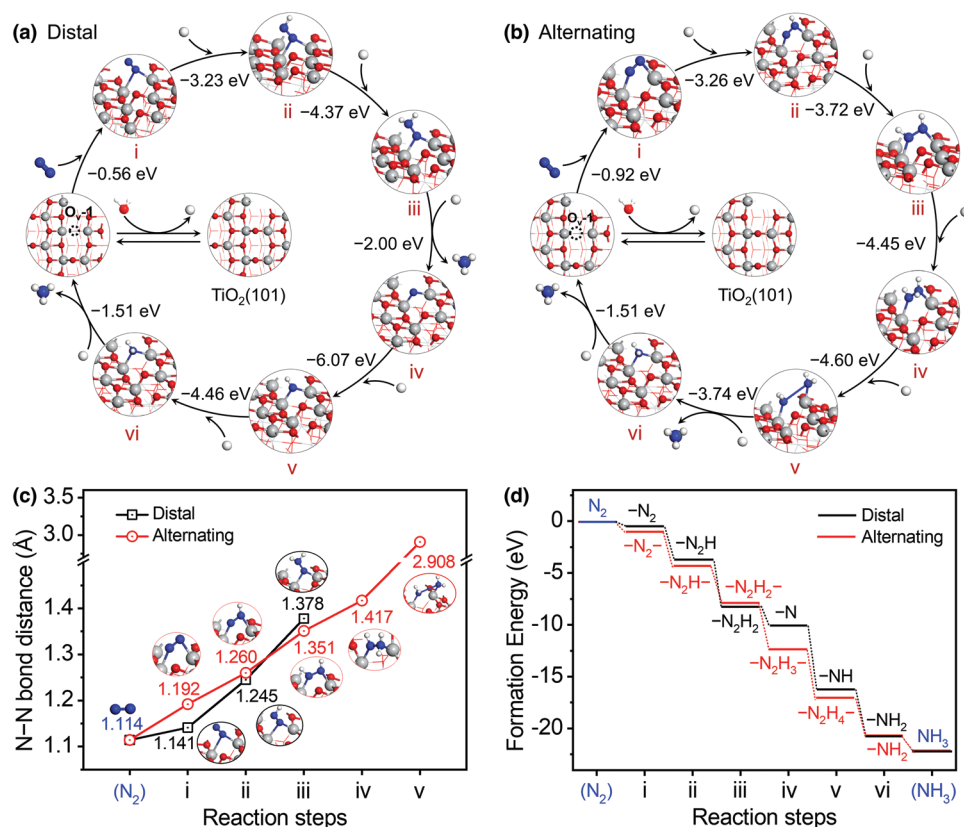 (a) Distal
−3.23 eV
ii
−4.37 eV
i
iii
−0.56 eV
Ov-1
TiO2(101)
−2.00 eV
−1.51 eV
iv
−6.07 eV
−4.46 eV
vi
v
(b) Alternating
−3.26 eV
ii
−3.72 eV
i
iii
−0.92 eV
Ov-1
TiO2(101)
−4.45 eV
−1.51 eV
iv
−4.60 eV
−3.74 eV
vi
v
(c)
N−N bond distance (Å)
3.5
3.0
1.4
1.3
1.2
1.1
Distal
Alternating
2.908
1.378
1.417
1.260
1.351
1.192
1.245
1.114
1.141
(N2)
i
ii
iii
iv
v
Reaction steps
(d)
Formation Energy (eV)
0
−5
−10
−15
−20
Distal
Alternating
N2
−N2
−N2−
−N2H
−N2H−
−N2H2−
−N2H2
−N
−N2H3−
−NH
−N2H4−
−NH2
−NH2
NH3
(N2)
i
ii
iii
iv
v
vi
(NH3)
Reaction steps